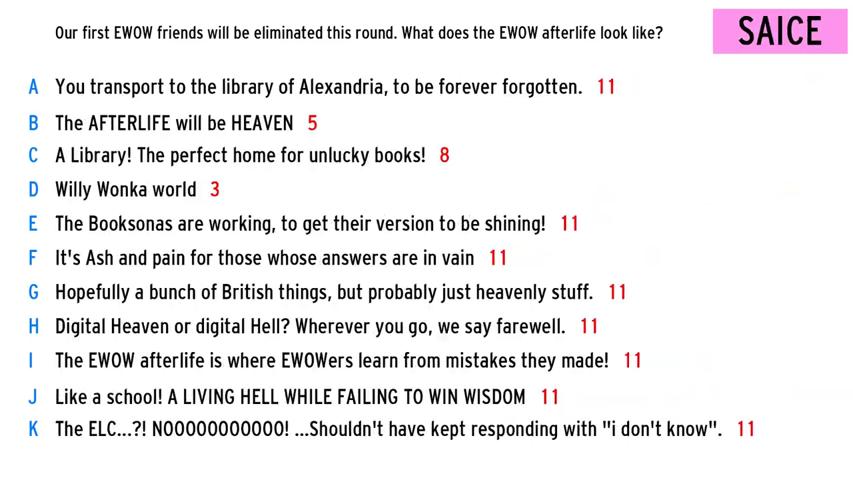 Our first EWOW friends will be eliminated this round. What does the EWOW afterlife look like?
SAICE
A You transport to the library of Alexandria, to be forever forgotten. 11
B The AFTERLIFE will be HEAVEN 5
C A Library! The perfect home for unlucky books! 8
D Willy Wonka world 3
E The Booksonas are working, to get their version to be shining! 11
F It's Ash and pain for those whose answers are in vain 11
G Hopefully a bunch of British things, but probably just heavenly stuff. 11
H Digital Heaven or digital Hell? Wherever you go, we say farewell. 11
I The EWOW afterlife is where EWOWers learn from mistakes they made! 11
J Like a school! A LIVING HELL WHILE FAILING TO WIN WISDOM 11
K The ELC...?! NOOOOOOOOOOO! ...Shouldn't have kept responding with "i don't know". 11